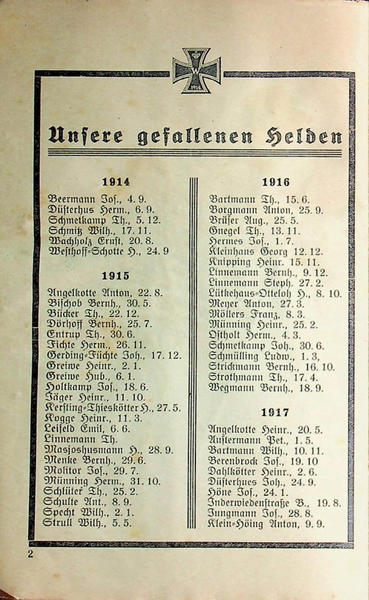 Unsere gefallenen Helden
1914
Beermann Jos., 4. 9.
Düsterhus Herm., 6. 9.
Schmetkamp Th., 5. 12.
Schmitz Wilh., 17. 11.
Wachholz Ernst, 20. 8.
Westhoff-Schotte H., 24. 9
1915
Angelkotte Anton, 22. 8.
Bischob Bernh., 30. 5.
Bücker Th., 22. 12.
Dörhoff Bernh., 25. 7.
Entrup Th., 30. 6.
Fichte Herm., 26. 11.
Gerding-Füchte Joh., 17. 12.
Greiwe Heinr., 2. 1.
Greiwe Hub., 6. 1.
Holtkamp Jos., 18. 6.
Jäger Heinr., 11. 10.
Kersting-Thieskötter H., 27. 5.
Kogge Heinr., 11. 3.
Leifeld Emil, 6. 6.
Linnemann Th.
Masjoshusmann H., 28. 9.
Menke Bernh., 29. 6.
Molitor Jos., 29. 7.
Münning Herm., 31. 10.
Schlüter Th., 25. 2.
Schulte Ant., 8. 9.
Specht Wilh., 2. 1.
Strull Wilh., 5. 5.
1916
Bartmann Th., 15. 6.
Borgmann Anton, 25. 9.
Brüser Aug., 25. 5.
Gnegel Th., 13. 11.
Hermes Jos., 1. 7.
Kleinhaus Georg 12. 12.
Knipping Heinr. 15. 11.
Linnemann Bernh., 9. 12.
Linnemann Steph. 27. 2.
Lütkehaus-Otteloh H., 8. 10.
Meyer Anton, 27. 3.
Möllers Franz, 8. 3.
Münning Heinr., 25. 2.
Ostholt Herm., 4. 3.
Schmetkamp Joh., 30. 6.
Schmülling Ludw., 1. 3,
Strickmann Bernh., 16. 10.
Strothmann Th., 17. 4.
Wegmann Bernh., 18. 9.
1917
Angelkotte Heinr., 20. 5.
Austermann Pet., 1. 5.
Bartmann Wilh., 10. 11.
Berenbrock Jos., 19. 10
Dahlkötter Heinr., 2. 6.
Düsterhues Joh., 24. 9.
Höne Jos., 24. 1.
Inderwiedenstraße B., 19. 8.
Jungmann Jos., 28. 8.
Klein-Höing Anton, 9. 9.
2